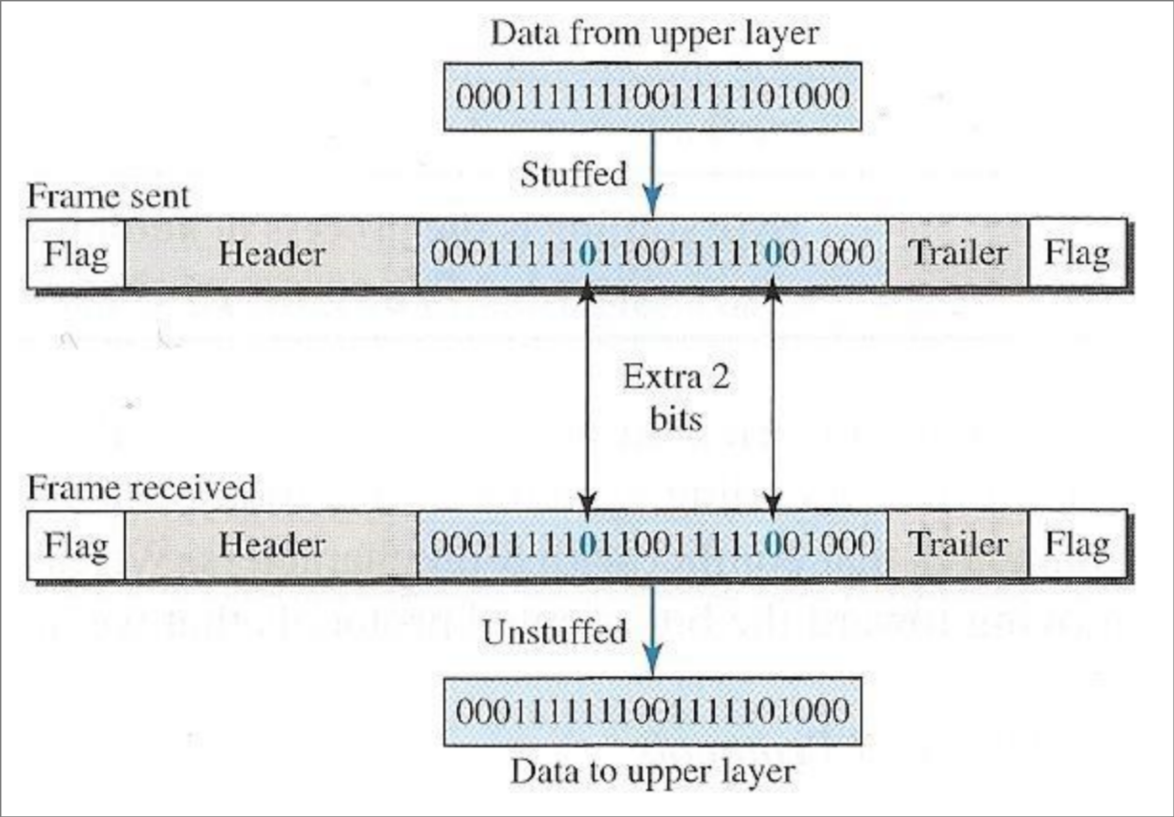 Data from upper layer
0001111111001111101000
Stuffed
Frame sent
Flag Header 000111110110011111001000 Trailer Flag
Extra 2
bits
Frame received
Flag Header 000111110110011111001000 Trailer Flag
Unstuffed
0001111111001111101000
Data to upper layer